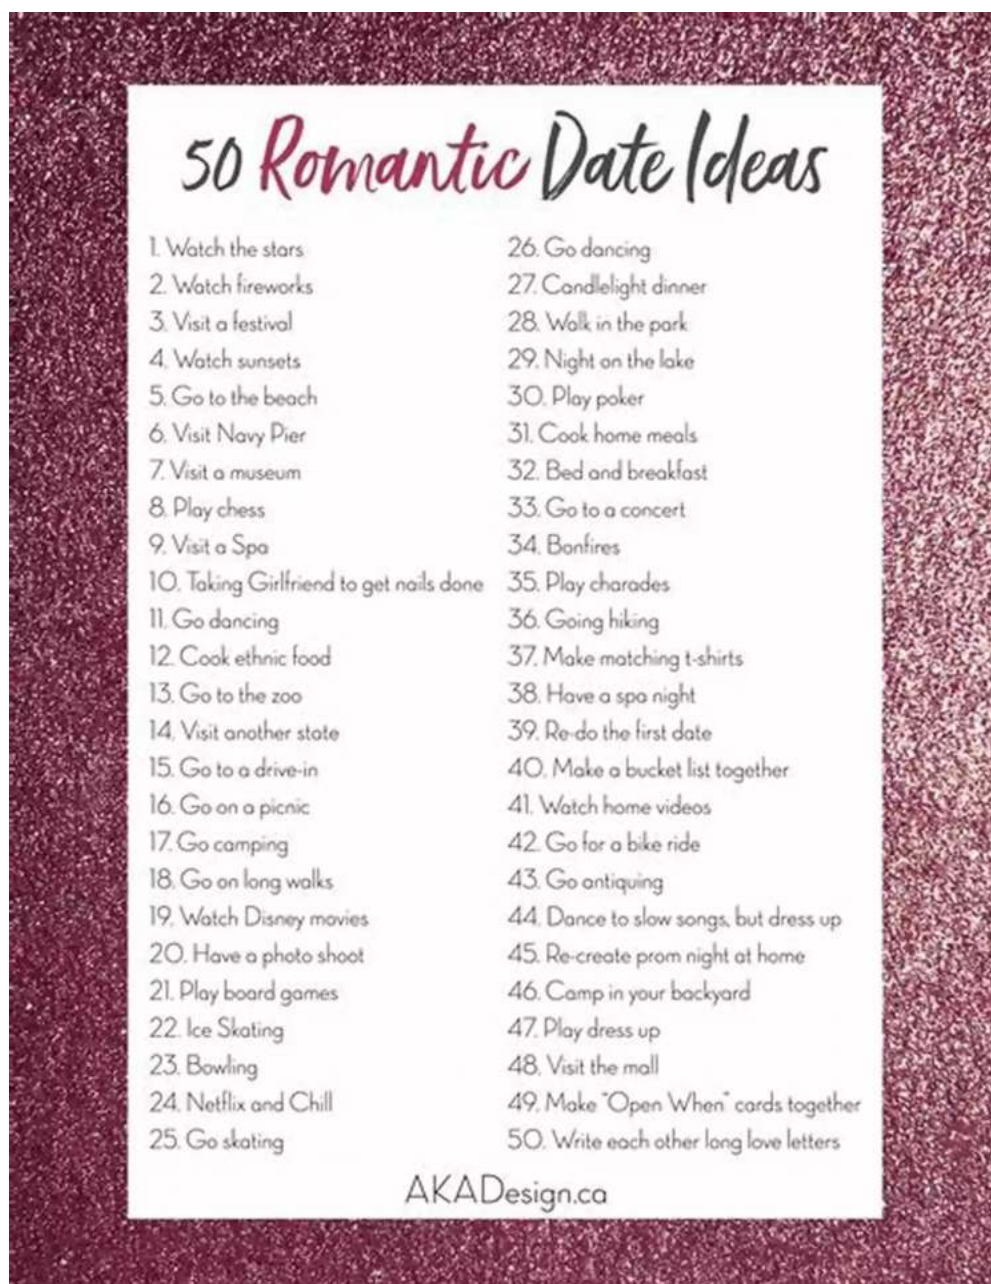 50 Romantic Date Ideas
1. Watch the stars
2. Watch fireworks
3. Visit a festival
4. Watch sunsets
5. Go to the beach
6. Visit Navy Pier
7. Visit a museum
8. Play chess
9. Visit a Spa
10. Taking Girlfriend to get nails done
11. Go dancing
12. Cook ethnic food
13. Go to the zoo
14. Visit another state
15. Go to a drive-in
16. Go on a picnic
17. Go camping
18. Go on long walks
19. Watch Disney movies
20. Have a photo shoot
21. Play board games
22. Ice Skating
23. Bowling
24. Netflix and Chill
25. Go skating
26. Go dancing
27. Candlelight dinner
28. Walk in the park
29. Night on the lake
30. Play poker
31. Cook home meals
32. Bed and breakfast
33. Go to a concert
34. Bonfires
35. Play charades
36. Going hiking
37. Make matching t-shirts
38. Have a spa night
39. Re-do the first date
40. Make a bucket list together
41. Watch home videos
42. Go for a bike ride
43. Go antiquing
44. Dance to slow songs, but dress up
45. Re-create prom night at home
46. Camp in your backyard
47. Play dress up
48. Visit the mall
49. Make "Open When" cards together
50. Write each other long love letters
AKADesign.ca